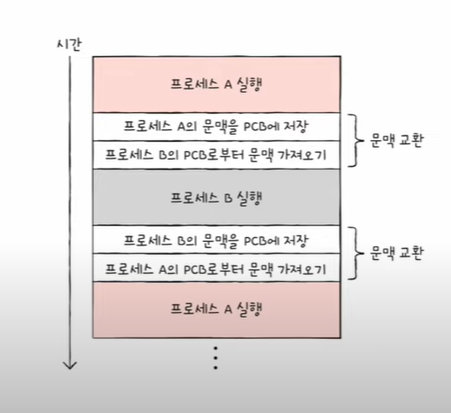 시간
프로세스 A 실행
프로세스 A의 문맥을 PCB에 저장
프로세스 B의 PCB로부터 문맥 가져오기
문맥 교환
프로세스 B 실행
프로세스 B의 문맥을 PCB에 저장
프로세스 A의 PCB로부터 문맥 가져오기
문맥 교환
프로세스 A 실행